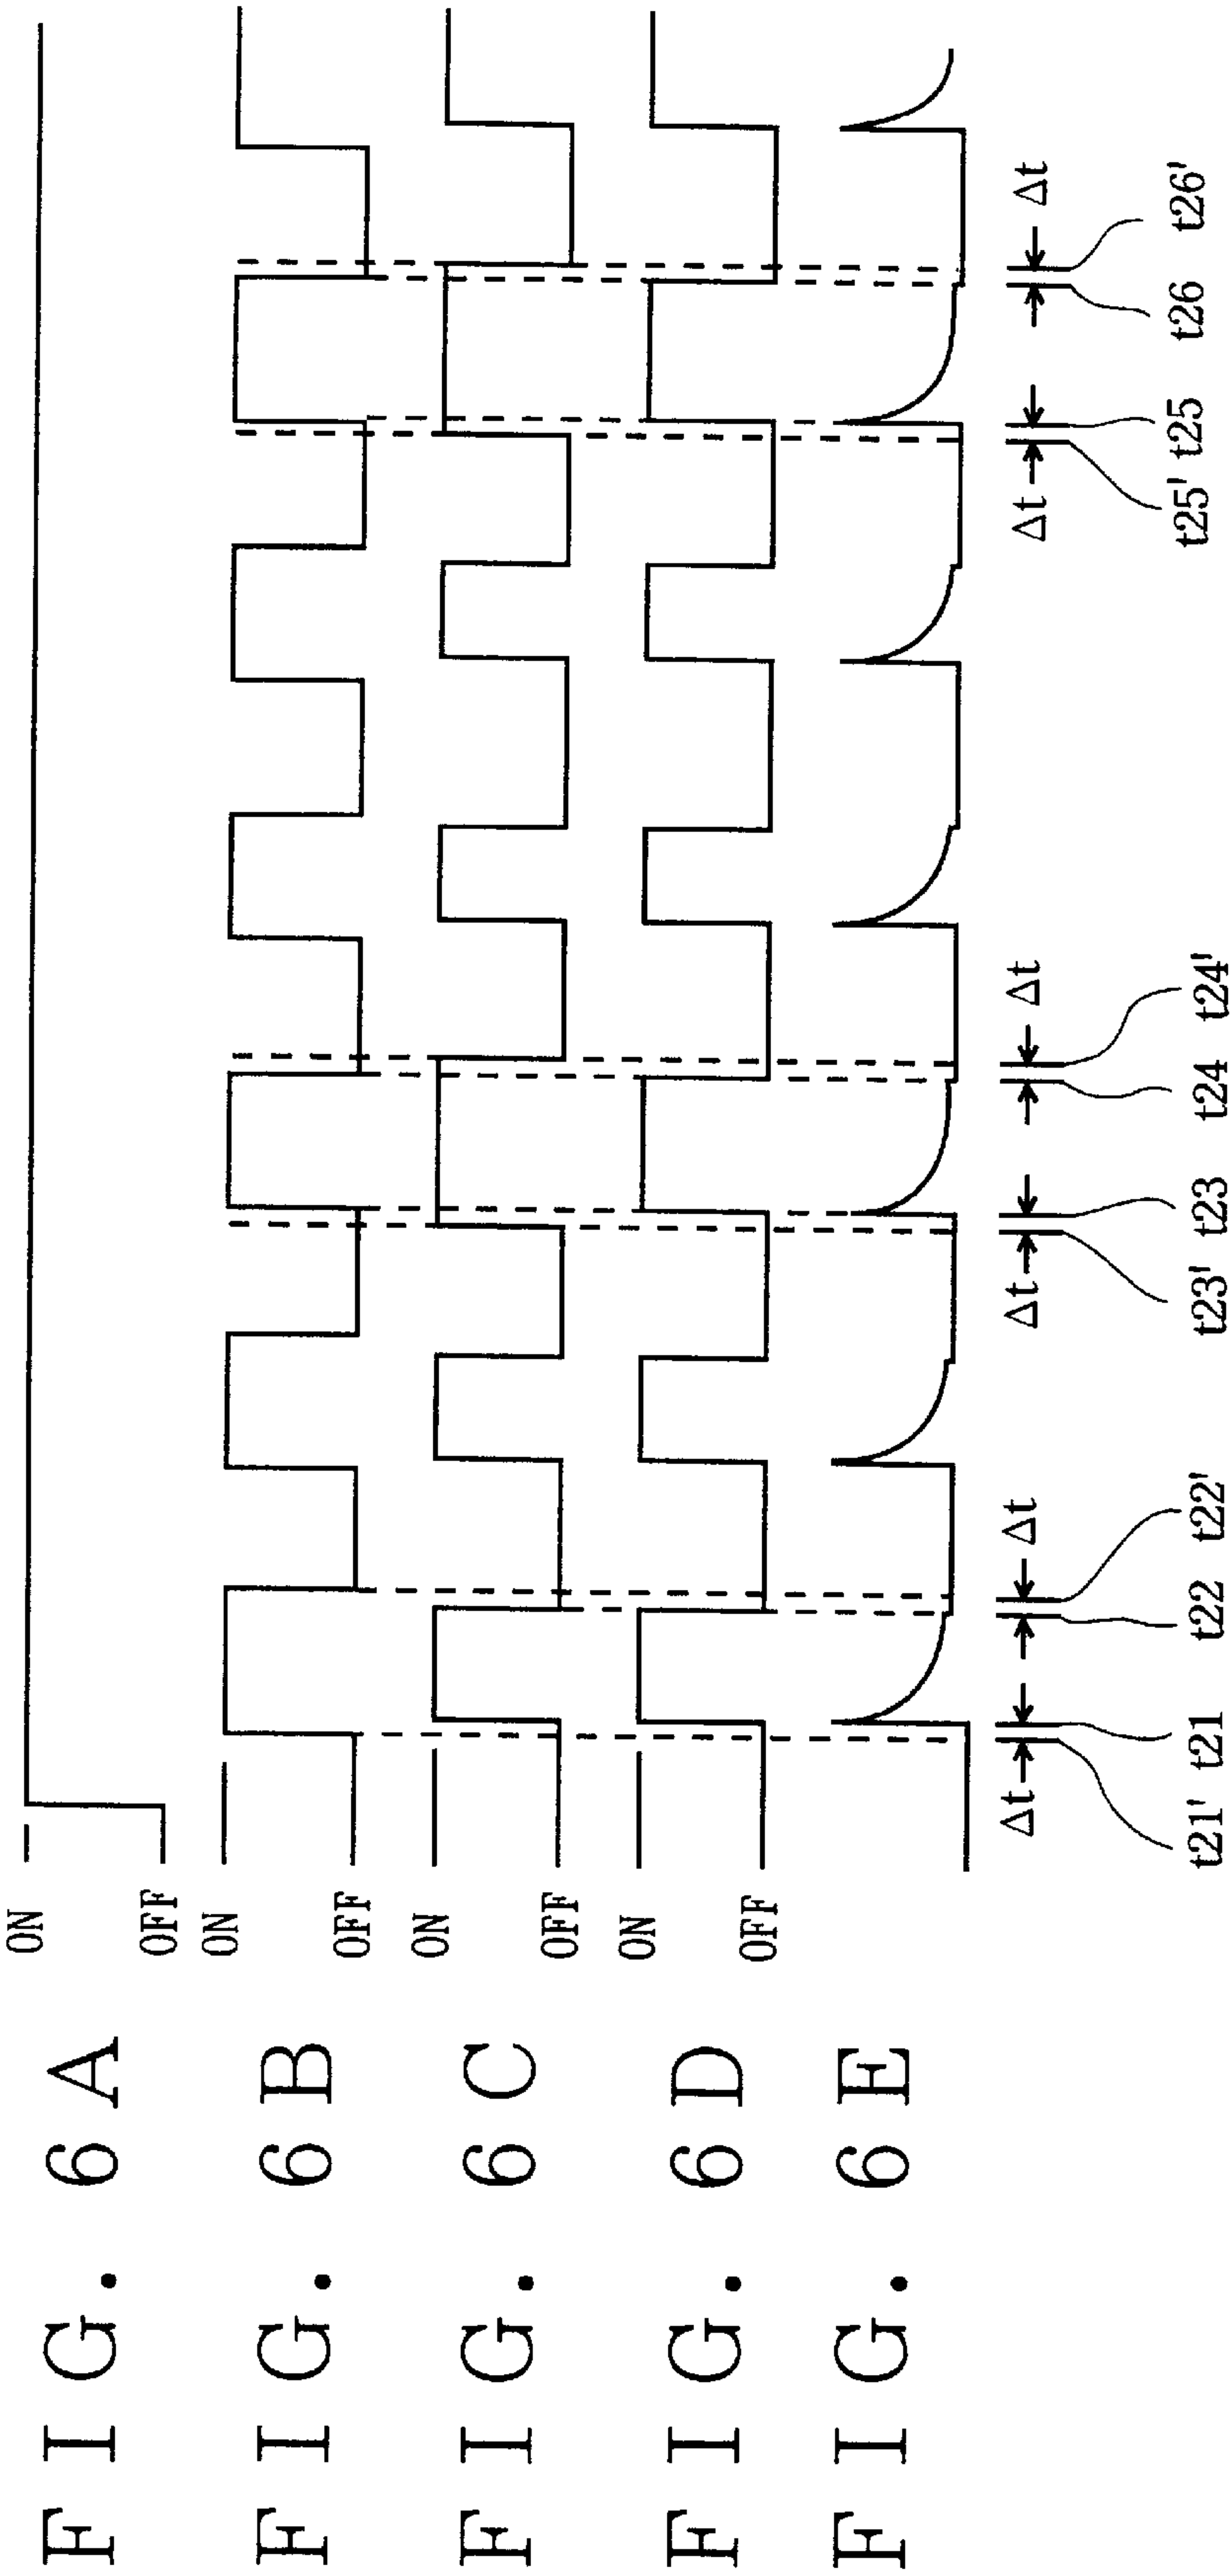 FIG. 6A
ON
OFF
FIG. 6B
ON
OFF
FIG. 6C
ON
OFF
FIG. 6D
ON
OFF
FIG. 6E
Δt Δt Δt Δt Δt Δt
t21' t21 t22 t22' t23' t23 t24 t24' t25' t25 t26 t26'